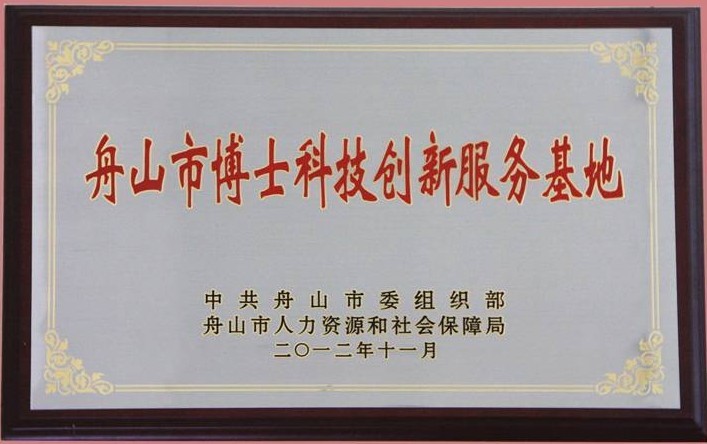 舟山市博士科技创新服务基地
中共舟山市委组织部
舟山市人力资源和社会保障局
二〇一二年十一月